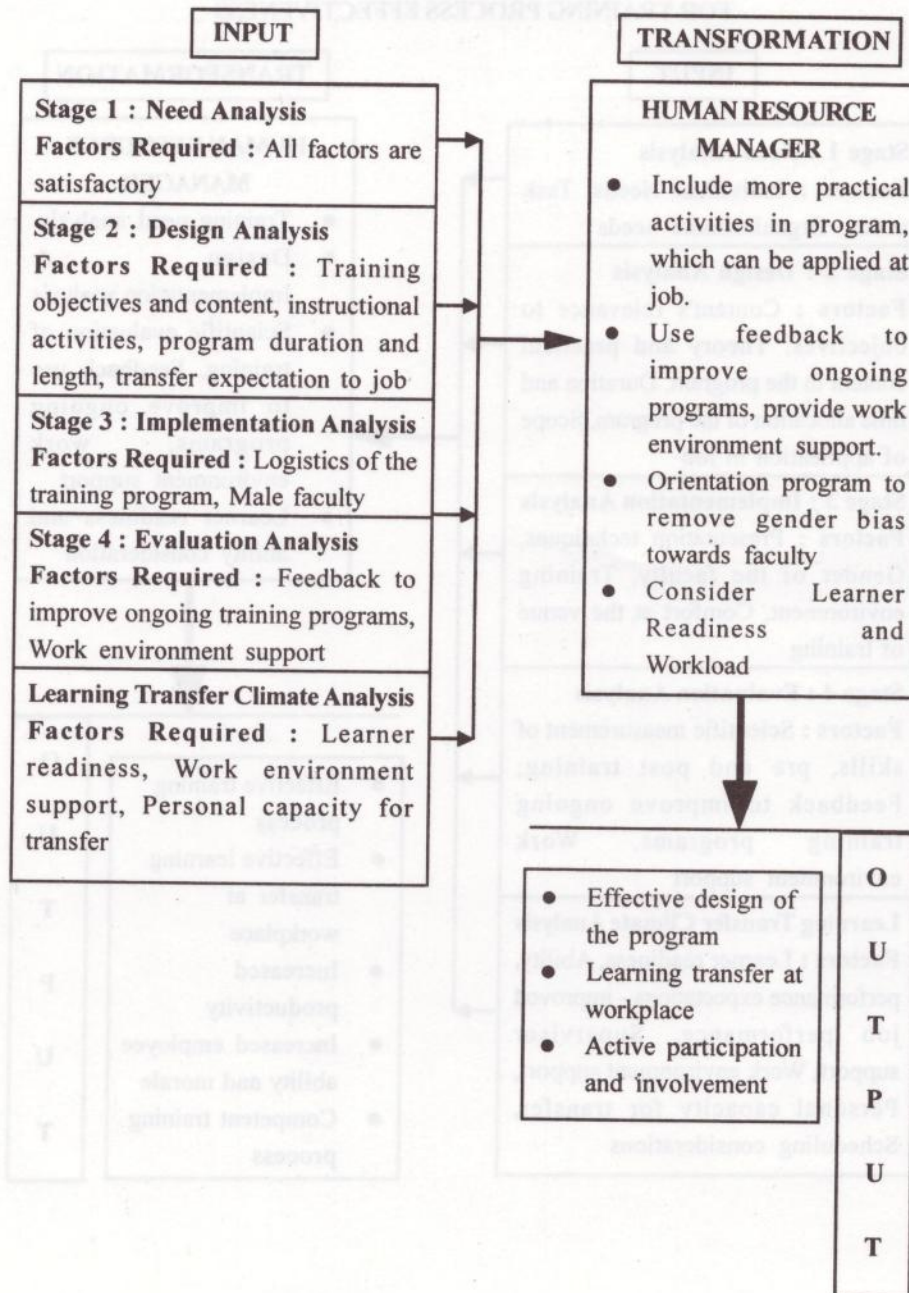 INPUT
Stage 1 : Need Analysis
Factors Required : All factors are
satisfactory
Stage 2 : Design Analysis
Factors Required : Training
objectives and content, instructional
activities, program duration and
length, transfer expectation to job
Stage 3 : Implementation Analysis
Factors Required : Logistics of the
training program, Male faculty
Stage 4 : Evaluation Analysis
Factors Required : Feedback to
improve ongoing training programs,
Work environment support
Learning Transfer Climate Analysis
Factors Required : Learner
readiness, Work environment
support, Personal capacity for
transfer
TRANSFORMATION
HUMAN RESOURCE
MANAGER
• Include more practical
activities in program,
which can be applied at
job.
• Use feedback to
improve ongoing
programs, provide work
environment support.
• Orientation program to
remove gender bias
towards faculty
• Consider Learner
Readiness and
Workload
• Effective design of
the program
• Learning transfer at
workplace
• Active participation
and involvement
O
U
T
P
U
T